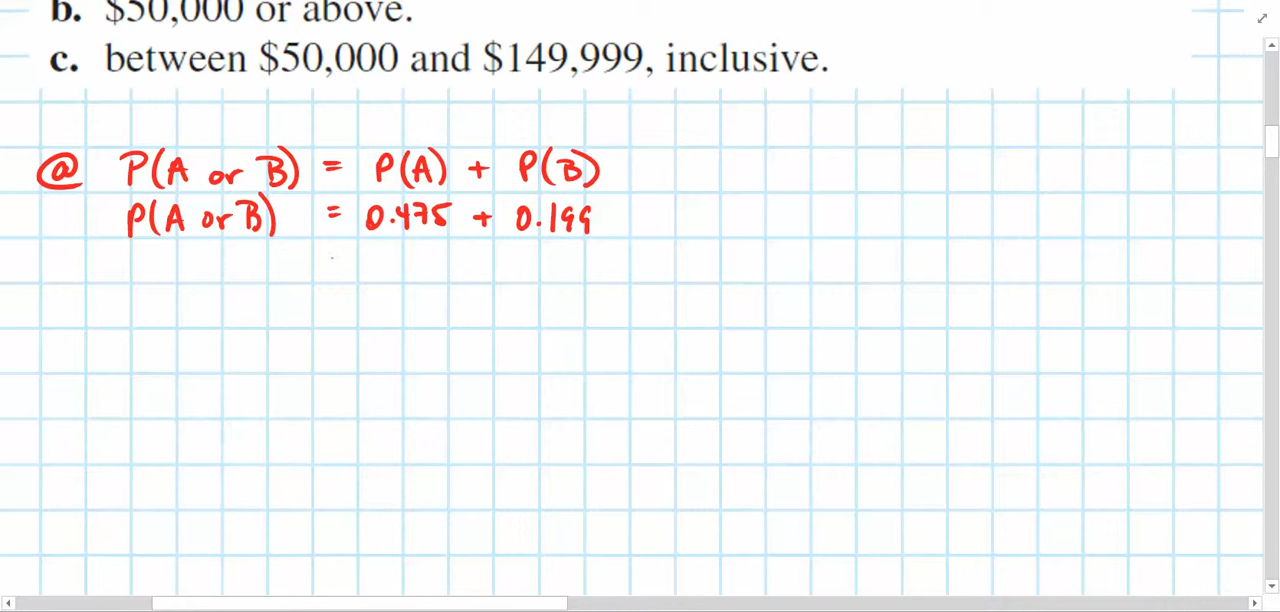 b. $50,000 or above.
c. between $50,000 and $149,999, inclusive.
ⓐ P(A or B) = P(A) + P(B)
P(A or B) = 0.475 + 0.199